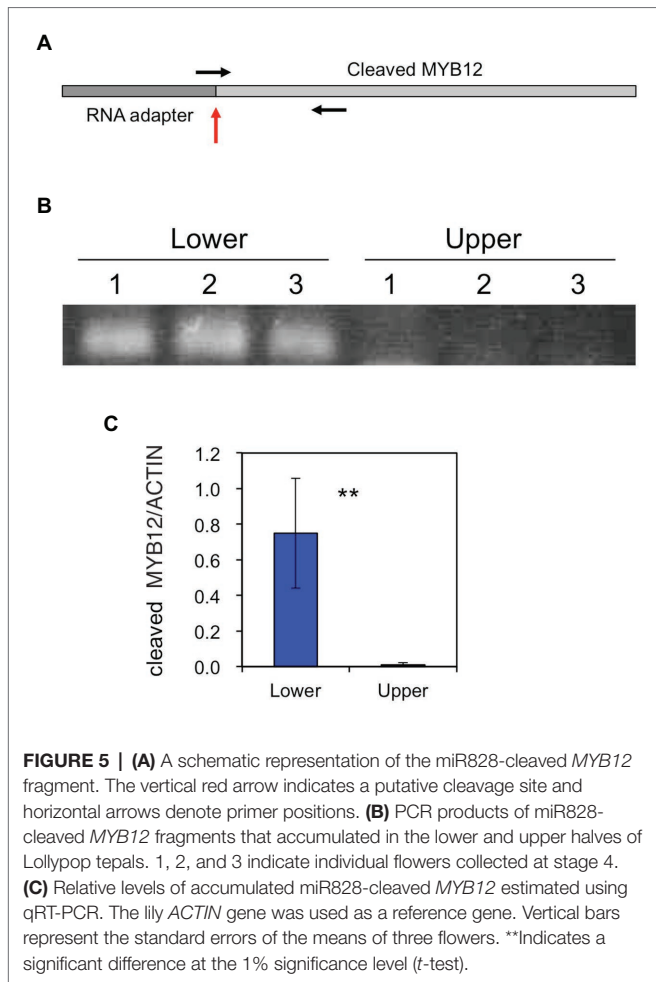 A
Cleaved MYB12
RNA adapter
B
Lower Upper
1 2 3 1 2 3
C
cleaved MYB12/ACTIN
1.2
1.0
0.8
0.6
0.4
0.2
0.0
**
Lower Upper
FIGURE 5 | (A) A schematic representation of the miR828-cleaved MYB12
fragment. The vertical red arrow indicates a putative cleavage site and
horizontal arrows denote primer positions. (B) PCR products of miR828-
cleaved MYB12 fragments that accumulated in the lower and upper halves of
Lollypop tepals. 1, 2, and 3 indicate individual flowers collected at stage 4.
(C) Relative levels of accumulated miR828-cleaved MYB12 estimated using
qRT-PCR. The lily ACTIN gene was used as a reference gene. Vertical bars
represent the standard errors of the means of three flowers. **Indicates a
significant difference at the 1% significance level (t-test).